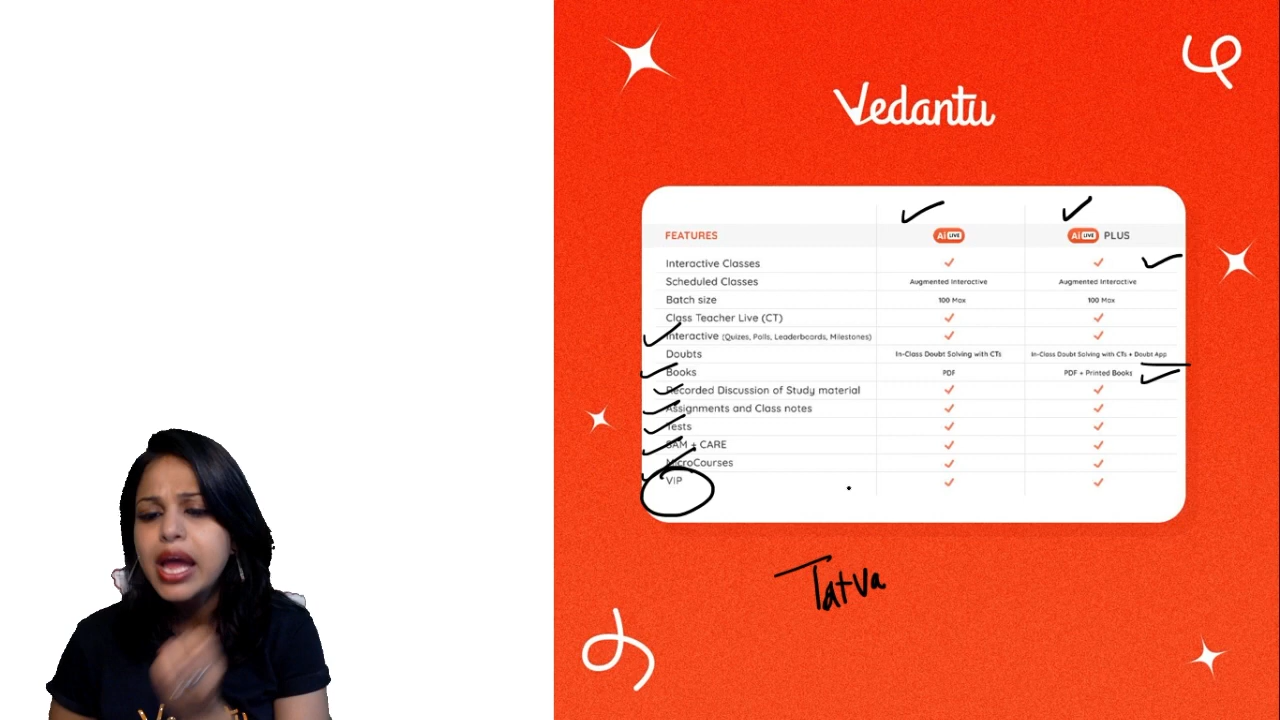 Vedantu
FEATURES Ai LIVE Ai LIVE PLUS
Interactive Classes
Scheduled Classes Augmented Interactive Augmented Interactive
Batch size 100 Max 100 Max
Class Teacher Live (CT)
Interactive (Quizes, Polls, Leaderboards, Milestones)
Doubts In-Class Doubt Solving with CTs In-Class Doubt Solving with CTs + Doubt App
Books PDF PDF + Printed Books
Recorded Discussion of Study material
Assignments and Class notes
Tests
SAM + CARE
MicroCourses
VIP
Tatva